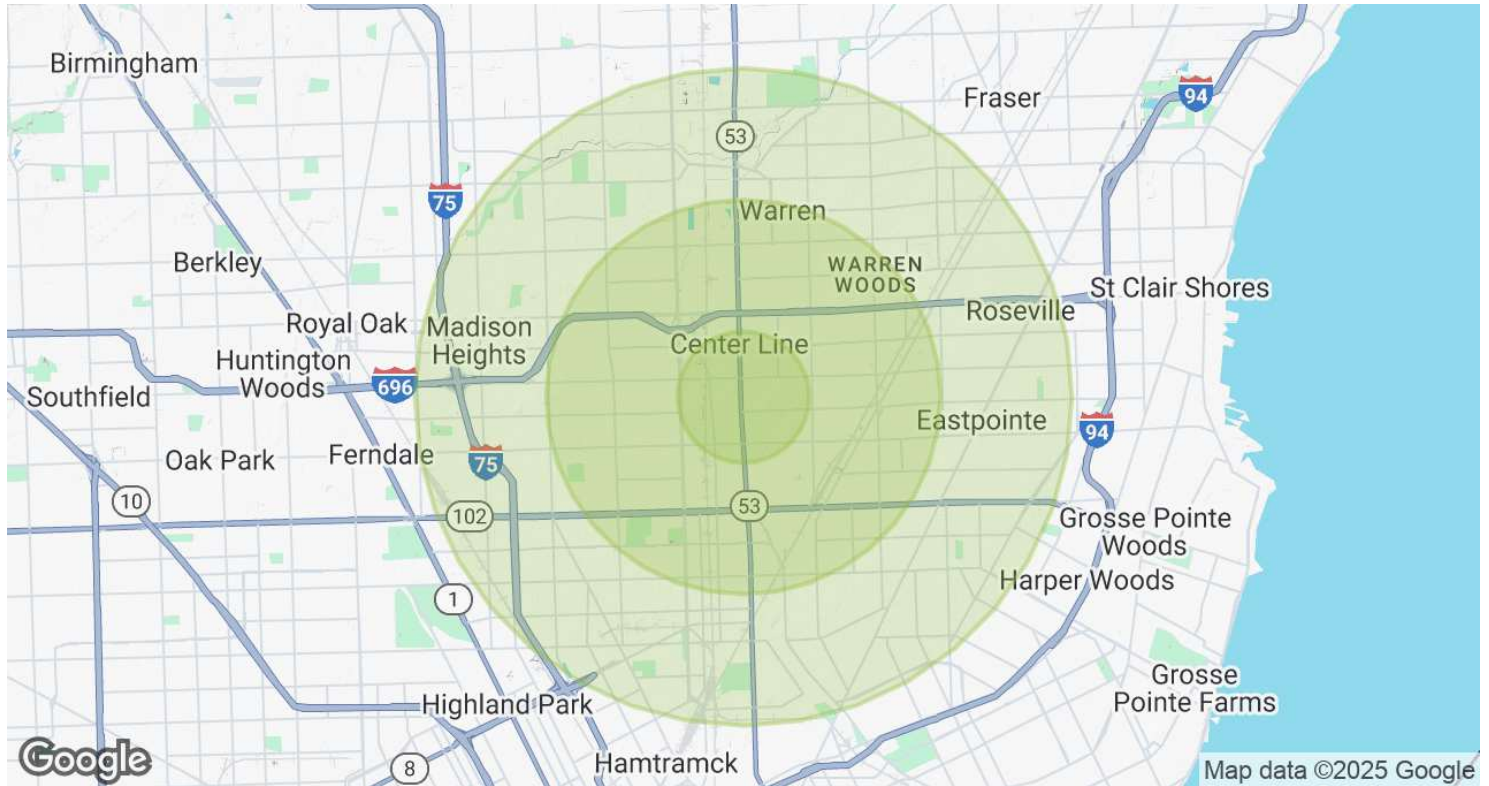 Birmingham
Fraser
94
53
75
Warren
Berkley
WARREN
WOODS
St Clair Shores
Roseville
Royal Oak
Madison
Heights
Center Line
Huntington
Woods
696
Southfield
Eastpointe
94
Ferndale
Oak Park
75
10
53
102
Grosse Pointe
Woods
Harper Woods
1
Grosse
Pointe Farms
Highland Park
Hamtramck
8
Google
Map data ©2025 Google